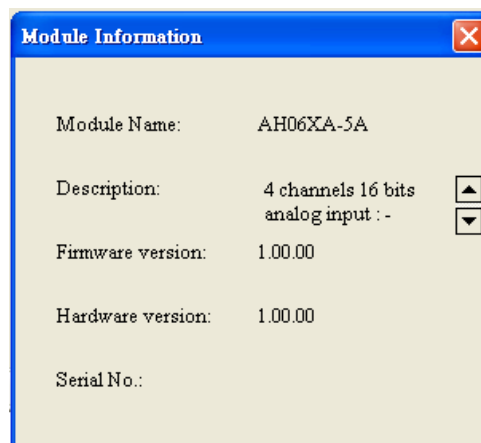 Module Information
Module Name: AH06XA-5A
Description: 4 channels 16 bits
analog input : -
Firmware version: 1.00.00
Hardware version: 1.00.00
Serial No.: